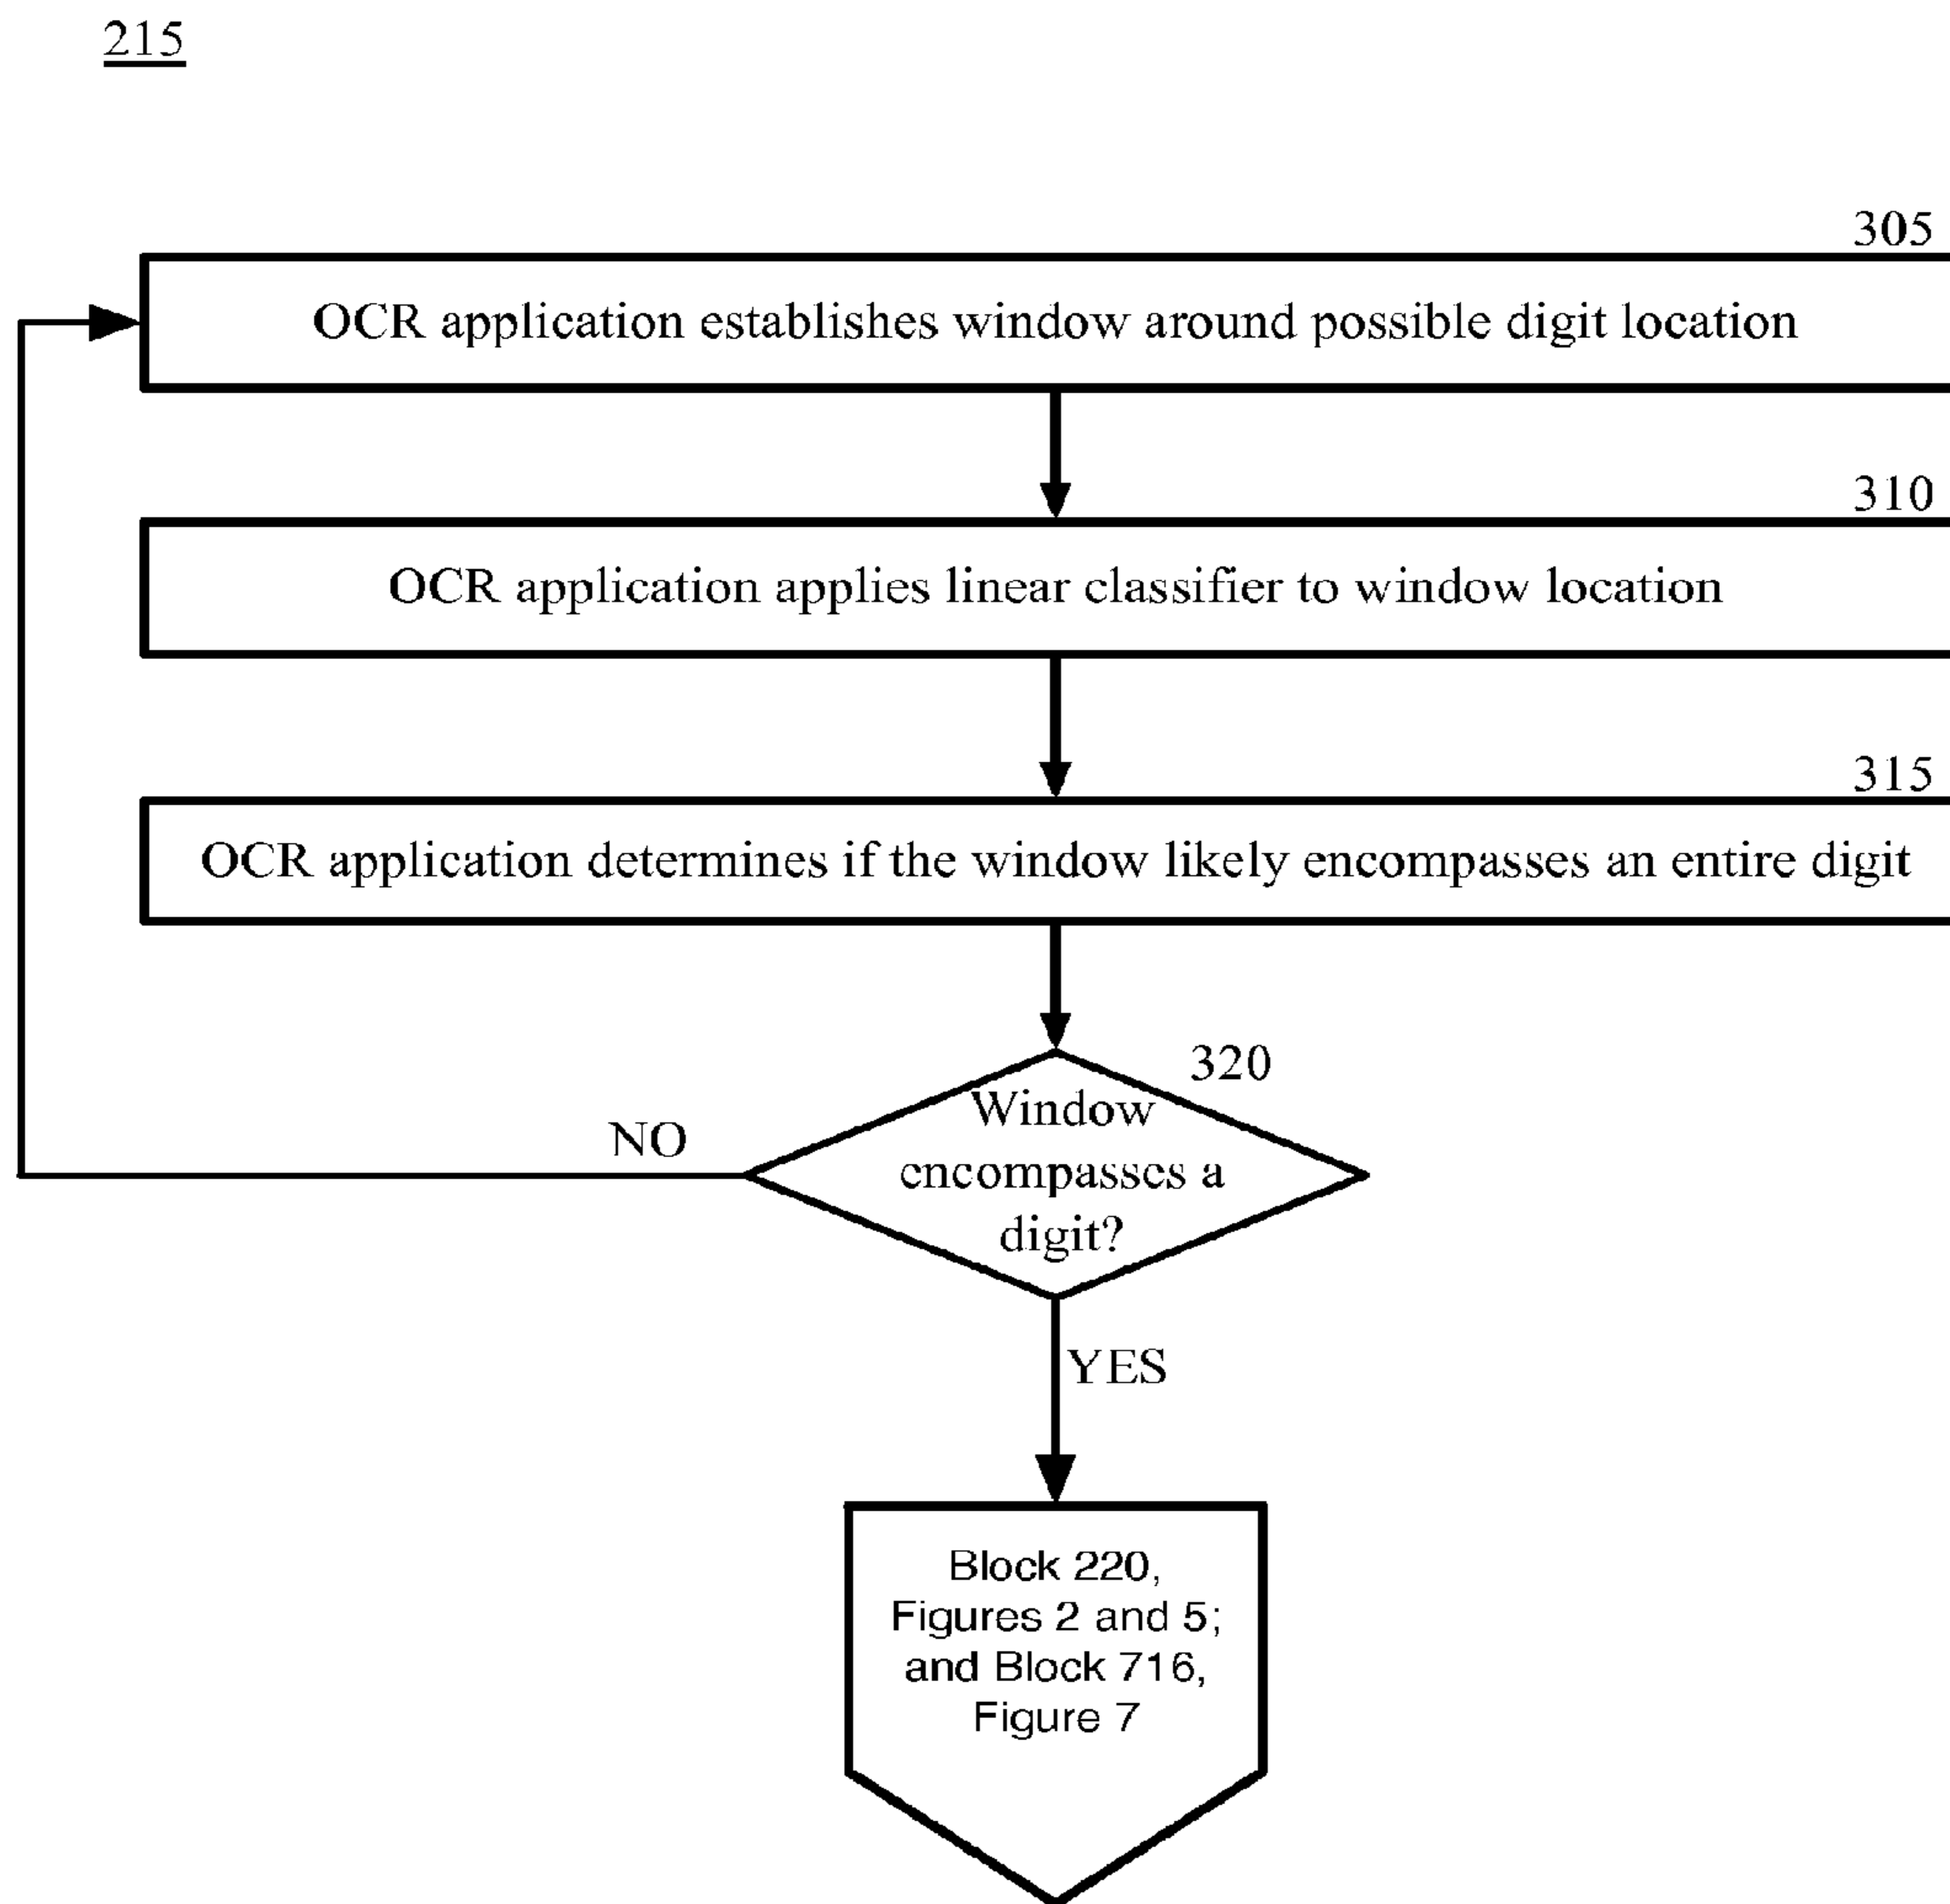 215
305
OCR application establishes window around possible digit location
310
OCR application applies linear classifier to window location
315
OCR application determines if the window likely encompasses an entire digit
320
Window
encompasses a
digit?
NO
YES
Block 220,
Figures 2 and 5;
and Block 716,
Figure 7